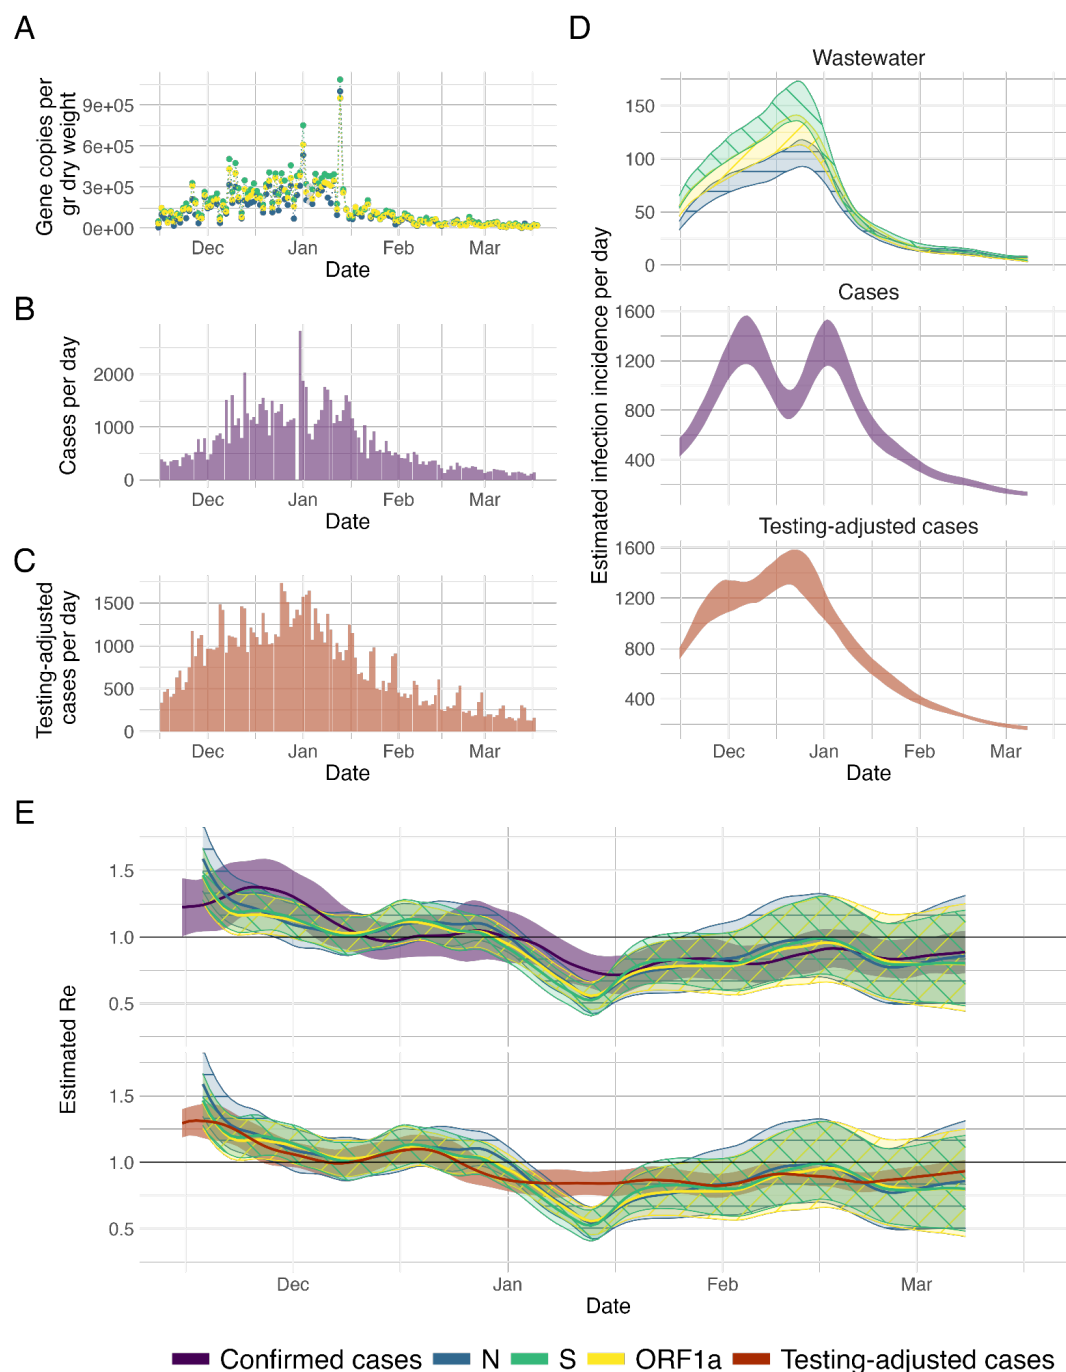 A
Gene copies per
gr dry weight
9e+05
6e+05
3e+05
0e+00
Dec
Jan
Feb
Mar
Date
B
Cases per day
2000
1000
0
Dec
Jan
Feb
Mar
Date
C
Testing-adjusted
cases per day
1500
1000
500
0
Dec
Jan
Feb
Mar
Date
D
Estimated infection incidence per day
Wastewater
150
100
50
0
Cases
1600
1200
800
400
Testing-adjusted cases
1600
1200
800
400
Dec
Jan
Feb
Mar
Date
E
Estimated Re
1.5
1.0
0.5
1.5
1.0
0.5
Dec
Jan
Feb
Mar
Date
Confirmed cases N S ORF1a Testing-adjusted cases